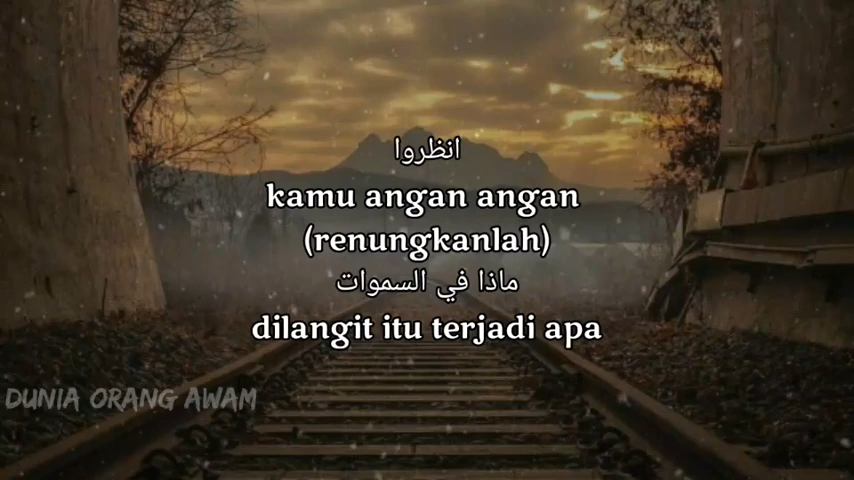 انظروا
kamu angan angan
(renungkanlah)
ماذا في السموات
dilangit itu terjadi apa
DUNIA ORANG AWAM